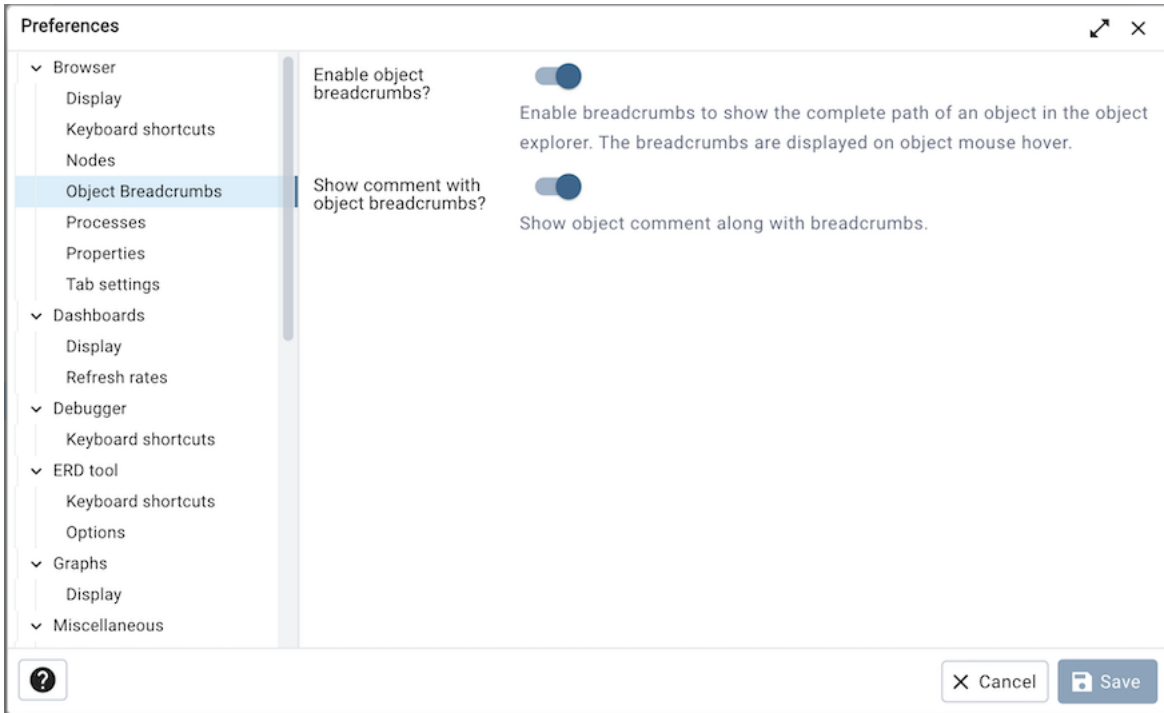 Preferences
Browser
Display
Keyboard shortcuts
Nodes
Object Breadcrumbs
Processes
Properties
Tab settings
Dashboards
Display
Refresh rates
Debugger
Keyboard shortcuts
ERD tool
Keyboard shortcuts
Options
Graphs
Display
Miscellaneous
Enable object
breadcrumbs?
Enable breadcrumbs to show the complete path of an object in the object
explorer. The breadcrumbs are displayed on object mouse hover.
Show comment with
object breadcrumbs?
Show object comment along with breadcrumbs.
Cancel
Save